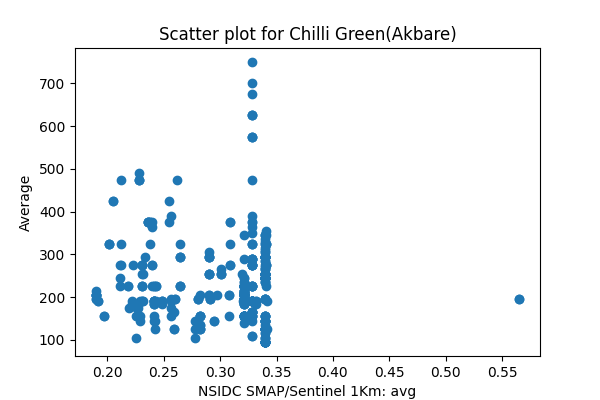 Scatter plot for Chilli Green(Akbare)
Average
700
600
500
400
300
200
100
0.20 0.25 0.30 0.35 0.40 0.45 0.50 0.55
NSIDC SMAP/Sentinel 1Km: avg